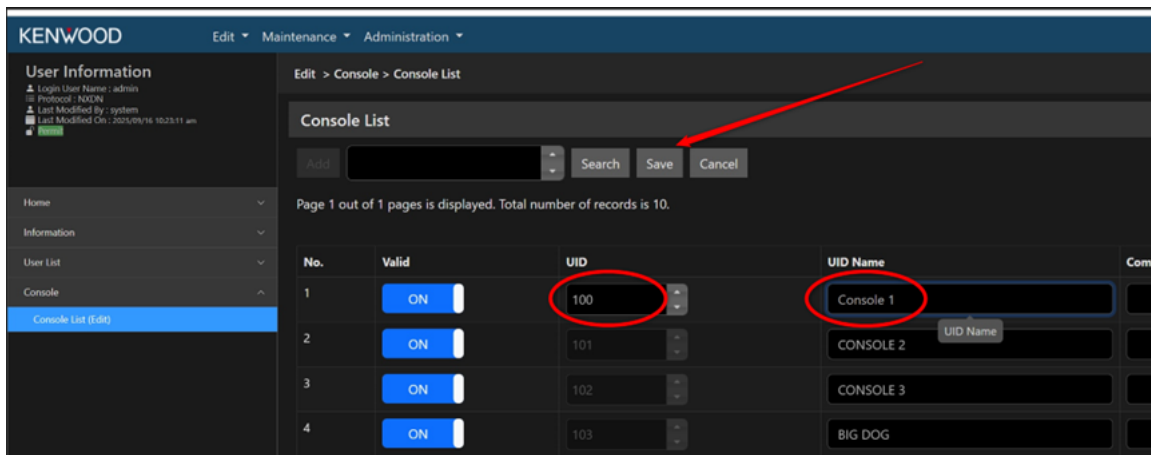 KENWOOD
Edit Maintenance Administration
User Information
Login User Name : admin
Protocol : NXDN
Last Modified By : system
Last Modified On : 2025/09/16 10:23:11 am
Permit
Edit > Console > Console List
Console List
Add Search Save Cancel
Page 1 out of 1 pages is displayed. Total number of records is 10.
Home
Information
User List
Console
Console List (Edit)
No. Valid UID UID Name Com
1 ON 100 Console 1
UID Name
2 ON 101 CONSOLE 2
3 ON 102 CONSOLE 3
4 ON 103 BIG DOG